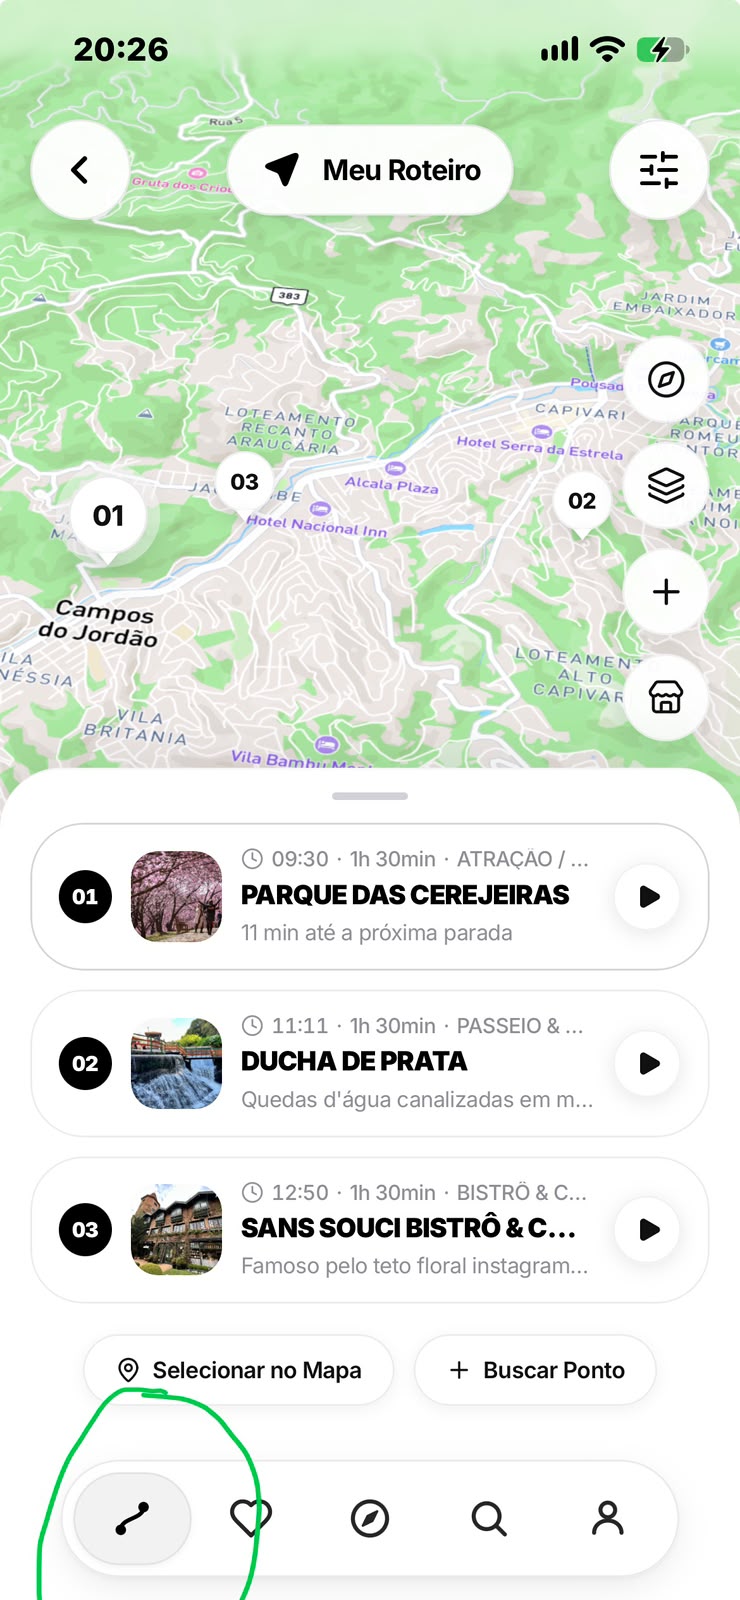 20:26
Rua 5
Meu Roteiro
Gruta dos Criou
383
JARDIM
EMBAIXADOR
Pousad
CAPIVARI
LOTEAMENTO
RECANTO
ARAUCÁRIA
Hotel Serra da Estrela
03
Alcala Plaza
01
02
Hotel Nacional Inn
Campos
do Jordão
LOTEAMENT
ALTO
CAPIVAR
VILA
BRITANIA
Vila Bambu
01
09:30 · 1h 30min · ATRAÇÃO / ...
PARQUE DAS CEREJEIRAS
11 min até a próxima parada
02
11:11 · 1h 30min · PASSEIO & ...
DUCHA DE PRATA
Quedas d'água canalizadas em m...
03
12:50 · 1h 30min · BISTRÔ & C...
SANS SOUCI BISTRÔ & C...
Famoso pelo teto floral instagram...
Selecionar no Mapa
Buscar Ponto